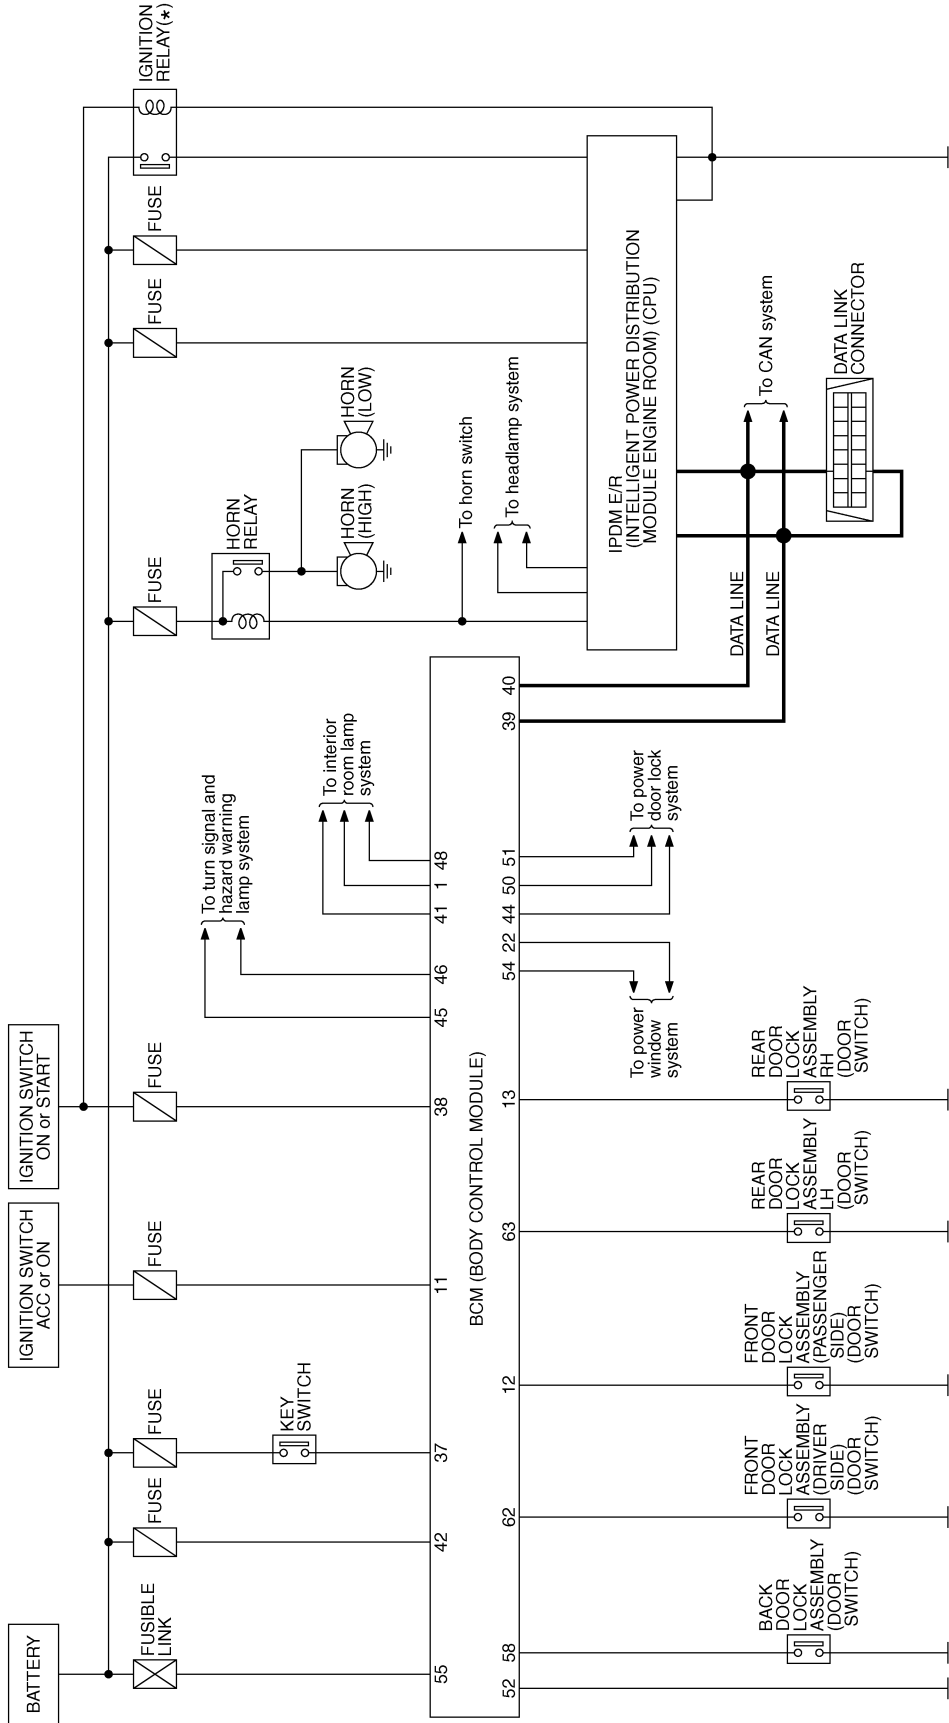 BATTERY
IGNITION SWITCH
ACC or ON
IGNITION SWITCH
ON or START
FUSIBLE
LINK
FUSE
FUSE
FUSE
FUSE
FUSE
FUSE
FUSE
IGNITION
RELAY(*)
KEY
SWITCH
To turn signal and
hazard warning
lamp system
To interior
room lamp
system
HORN
RELAY
HORN
(HIGH)
HORN
(LOW)
To horn switch
To headlamp system
55
42
37
11
38
45
46
41
1
48
BCM (BODY CONTROL MODULE)
52
58
62
12
63
13
54
22
44
50
51
39
40
IPDM E/R
(INTELLIGENT POWER DISTRIBUTION
MODULE ENGINE ROOM) (CPU)
To power
window
system
To power
door lock
system
DATA LINE
DATA LINE
To CAN system
DATA LINK
CONNECTOR
BACK
DOOR
LOCK
ASSEMBLY
(DOOR
SWITCH)
FRONT
DOOR
LOCK
ASSEMBLY
(DRIVER
SIDE)
(DOOR
SWITCH)
FRONT
DOOR
LOCK
ASSEMBLY
(PASSENGER
SIDE)
(DOOR
SWITCH)
REAR
DOOR
LOCK
ASSEMBLY
LH
(DOOR
SWITCH)
REAR
DOOR
LOCK
ASSEMBLY
RH
(DOOR
SWITCH)